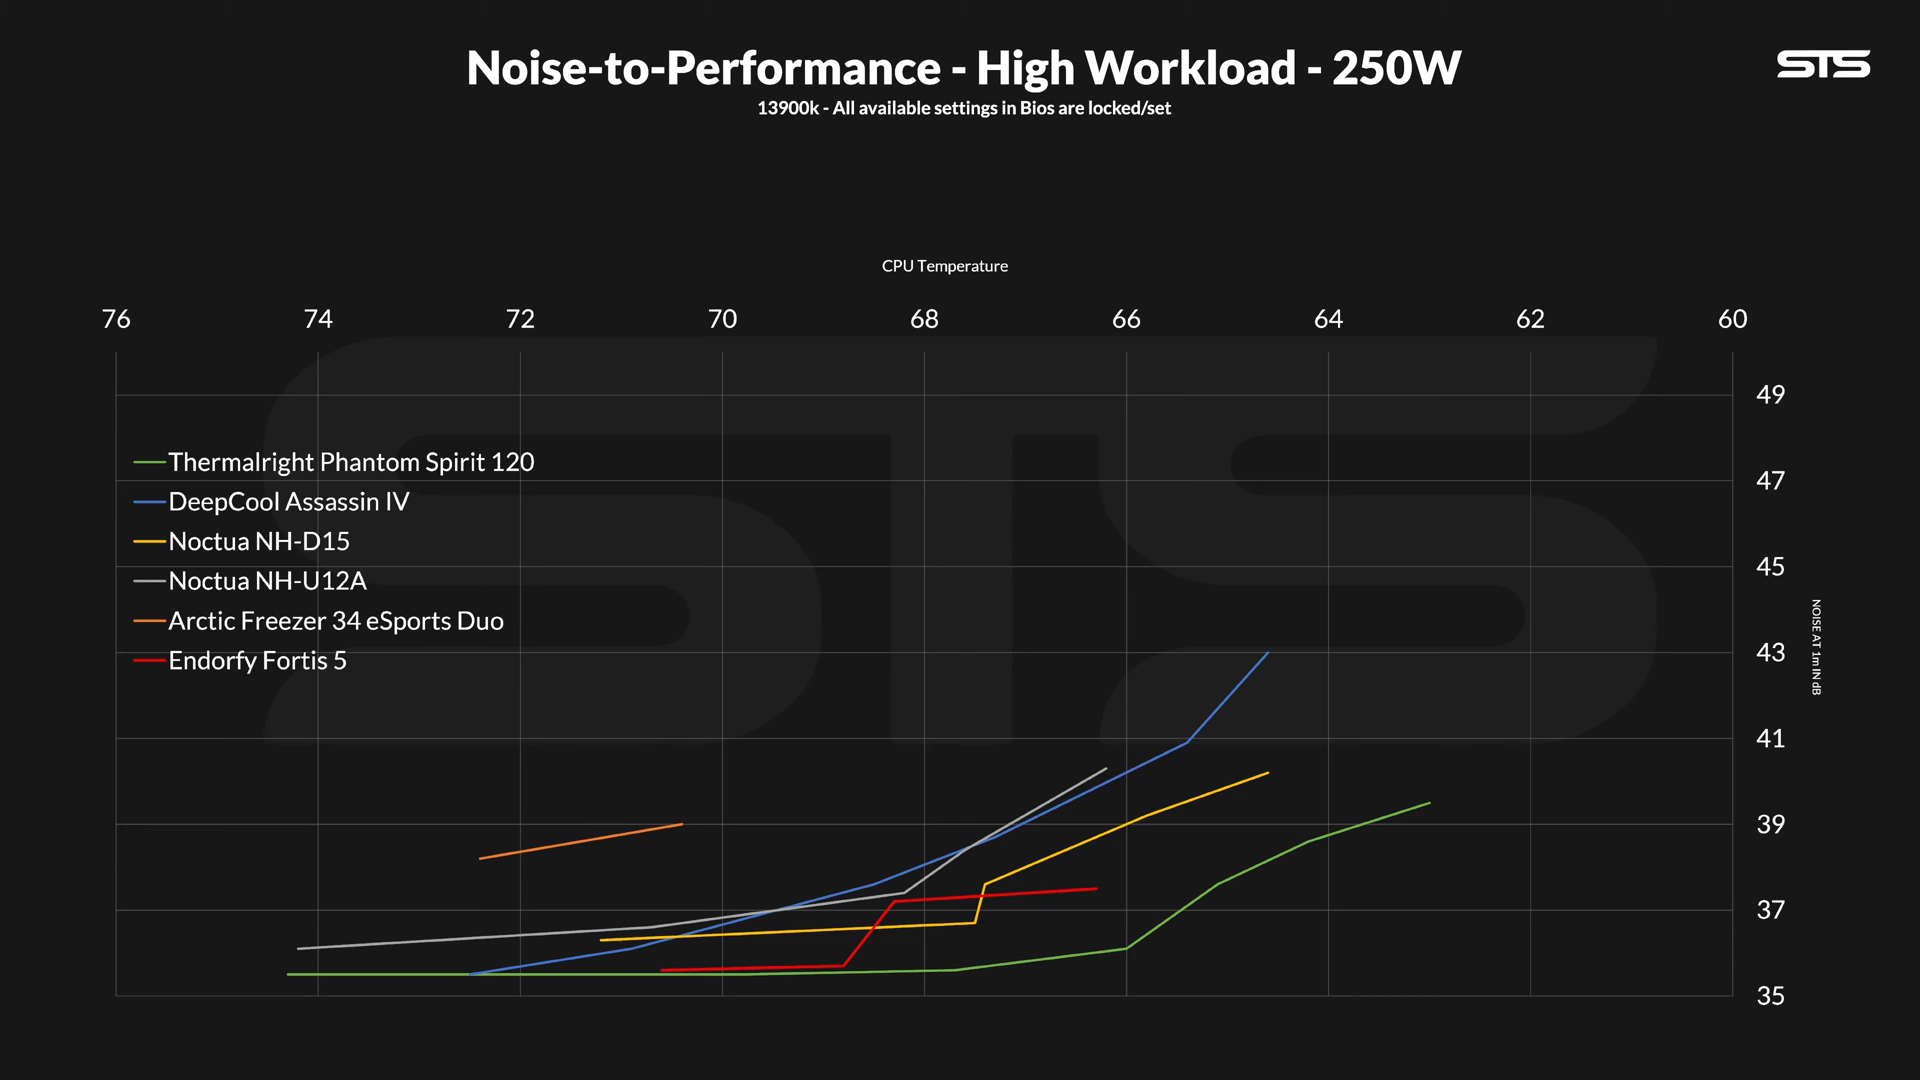 Noise-to-Performance - High Workload - 250W
STS
13900k - All available settings in Bios are locked/set
CPU Temperature
76 74 72 70 68 66 64 62 60
49
Thermalright Phantom Spirit 120
47
DeepCool Assassin IV
Noctua NH-D15
45
Noctua NH-U12A
Arctic Freezer 34 eSports Duo
NOISE AT 1m IN dB
43
Endorfy Fortis 5
41
39
37
35
STS